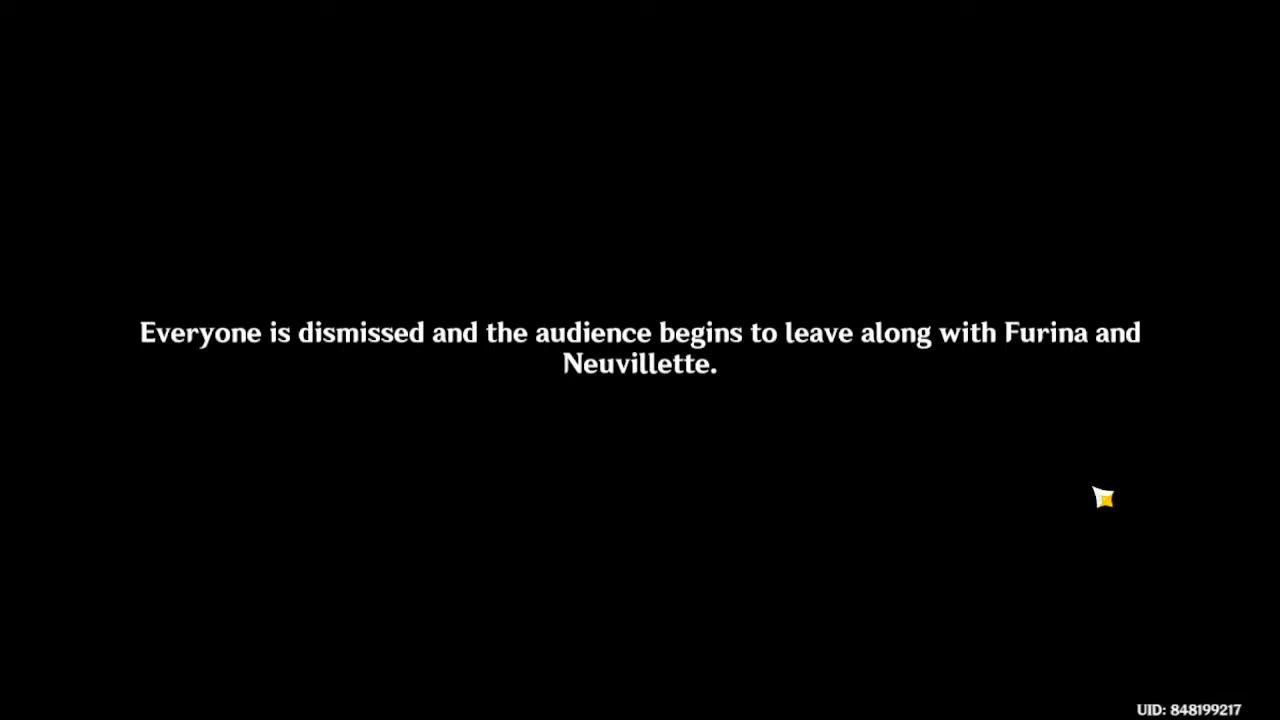 Everyone is dismissed and the audience begins to leave along with Furina and
Neuvillette.
UID: 848199217